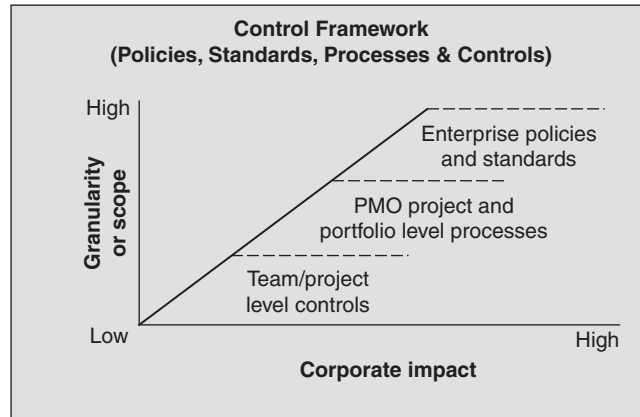 Control Framework
(Policies, Standards, Processes & Controls)
High
Granularity
or scope
Enterprise policies
and standards
PMO project and
portfolio level processes
Team/project
level controls
Low
High
Corporate impact